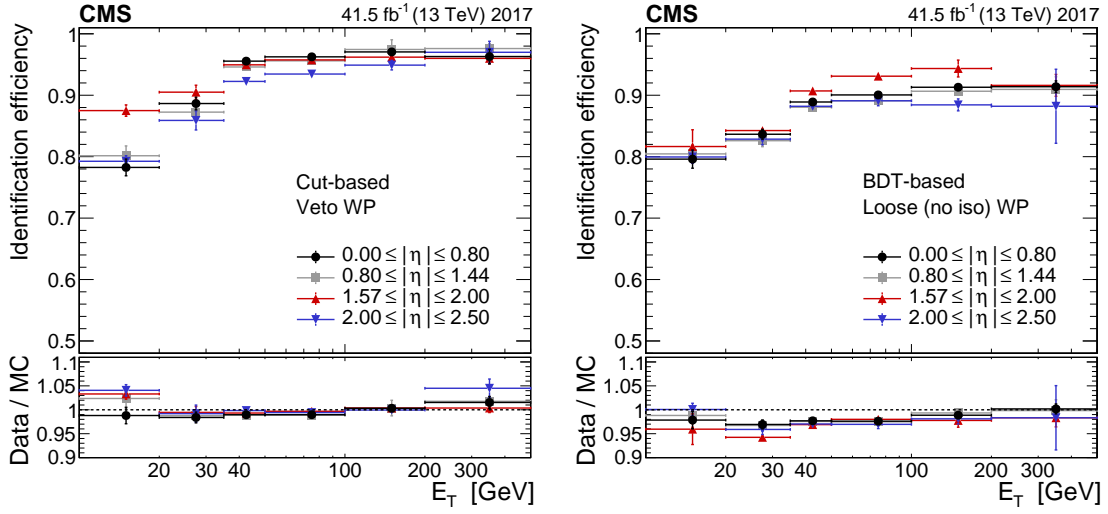 CMS
41.5 fb⁻¹ (13 TeV) 2017
Identification efficiency
1
0.9
0.8
0.7
0.6
0.5
Cut-based
Veto WP
0.00 ≤ |η| ≤ 0.80
0.80 ≤ |η| ≤ 1.44
1.57 ≤ |η| ≤ 2.00
2.00 ≤ |η| ≤ 2.50
Data / MC
1.1
1.05
1
0.95
0.9
20 30 40 100 200 300
E_T [GeV]
CMS
41.5 fb⁻¹ (13 TeV) 2017
Identification efficiency
1
0.9
0.8
0.7
0.6
0.5
BDT-based
Loose (no iso) WP
0.00 ≤ |η| ≤ 0.80
0.80 ≤ |η| ≤ 1.44
1.57 ≤ |η| ≤ 2.00
2.00 ≤ |η| ≤ 2.50
Data / MC
1.1
1.05
1
0.95
0.9
20 30 40 100 200 300
E_T [GeV]